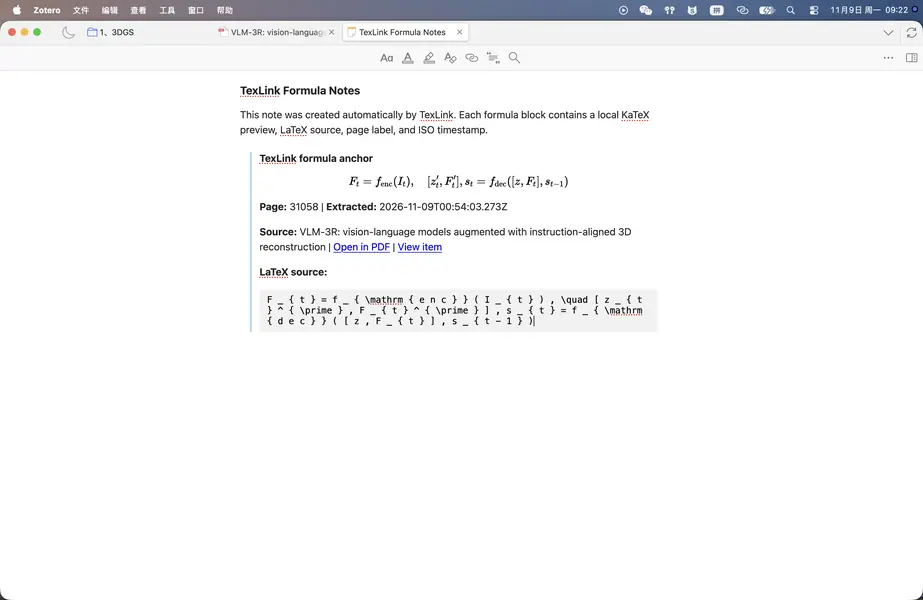 Zotero 文件 编辑 查看 工具 窗口 帮助 11月9日 周一 09:22
1、3DGS VLM-3R: vision-language TexLink Formula Notes
TexLink Formula Notes
This note was created automatically by TexLink. Each formula block contains a local KaTeX
preview, LaTeX source, page label, and ISO timestamp.
TexLink formula anchor
F_t = f_enc(I_t), [z'_t, F'_t], s_t = f_dec([z, F_t], s_{t−1})
Page: 31058 | Extracted: 2026-11-09T00:54:03.273Z
Source: VLM-3R: vision-language models augmented with instruction-aligned 3D
reconstruction | Open in PDF | View item
LaTeX source:
F _ { t } = f _ { \mathrm { e n c } } ( I _ { t } ) , \quad [ z _ { t
} ^ { \prime } , F _ { t } ^ { \prime } ] , s _ { t } = f _ { \mathrm
{ d e c } } ( [ z , F _ { t } ] , s _ { t - 1 } )